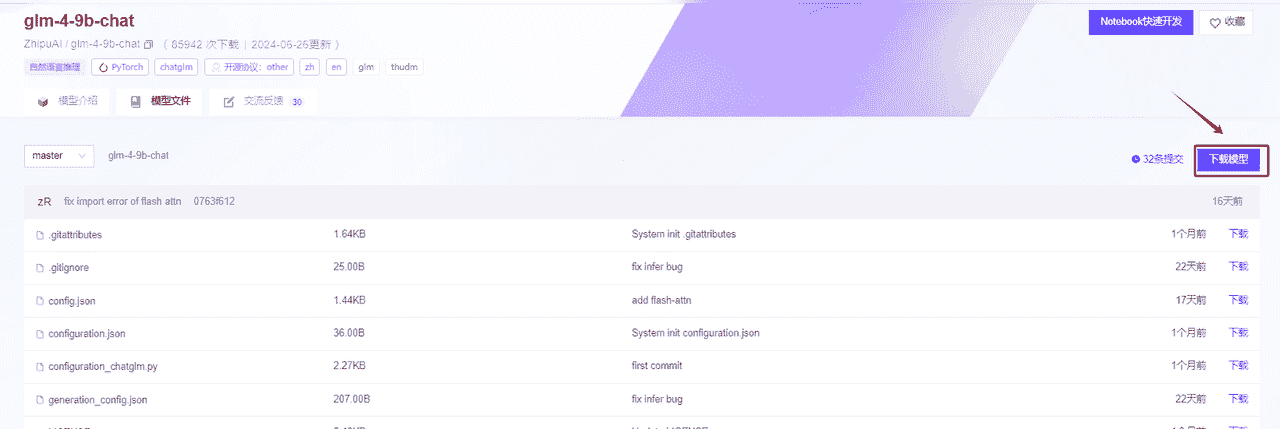 glm-4-9b-chat
Notebook快速开发 收藏
ZhipuAI / glm-4-9b-chat ( 85942 次下载 | 2024-06-26更新 )
自然语言推理 PyTorch chatglm 开源协议: other zh en glm thudm
模型介绍 模型文件 交流反馈 30
master glm-4-9b-chat 32条提交 下载模型
zR fix import error of flash attn 0763f612 16天前
.gitattributes 1.64KB System init .gitattributes 1个月前 下载
.gitignore 25.00B fix infer bug 22天前 下载
config.json 1.44KB add flash-attn 17天前 下载
configuration.json 36.00B System init configuration.json 1个月前 下载
configuration_chatglm.py 2.27KB first commit 1个月前 下载
generation_config.json 207.00B fix infer bug 22天前 下载